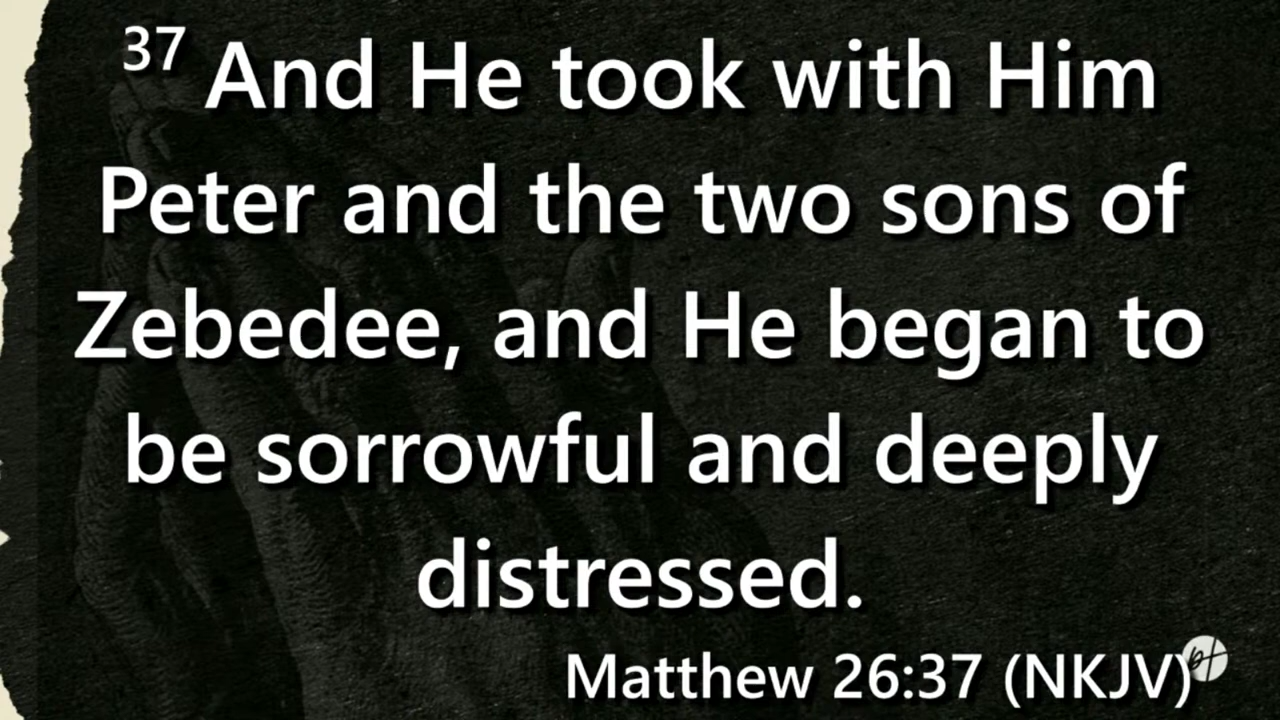 37 And He took with Him
Peter and the two sons of
Zebedee, and He began to
be sorrowful and deeply
distressed.
Matthew 26:37 (NKJV)